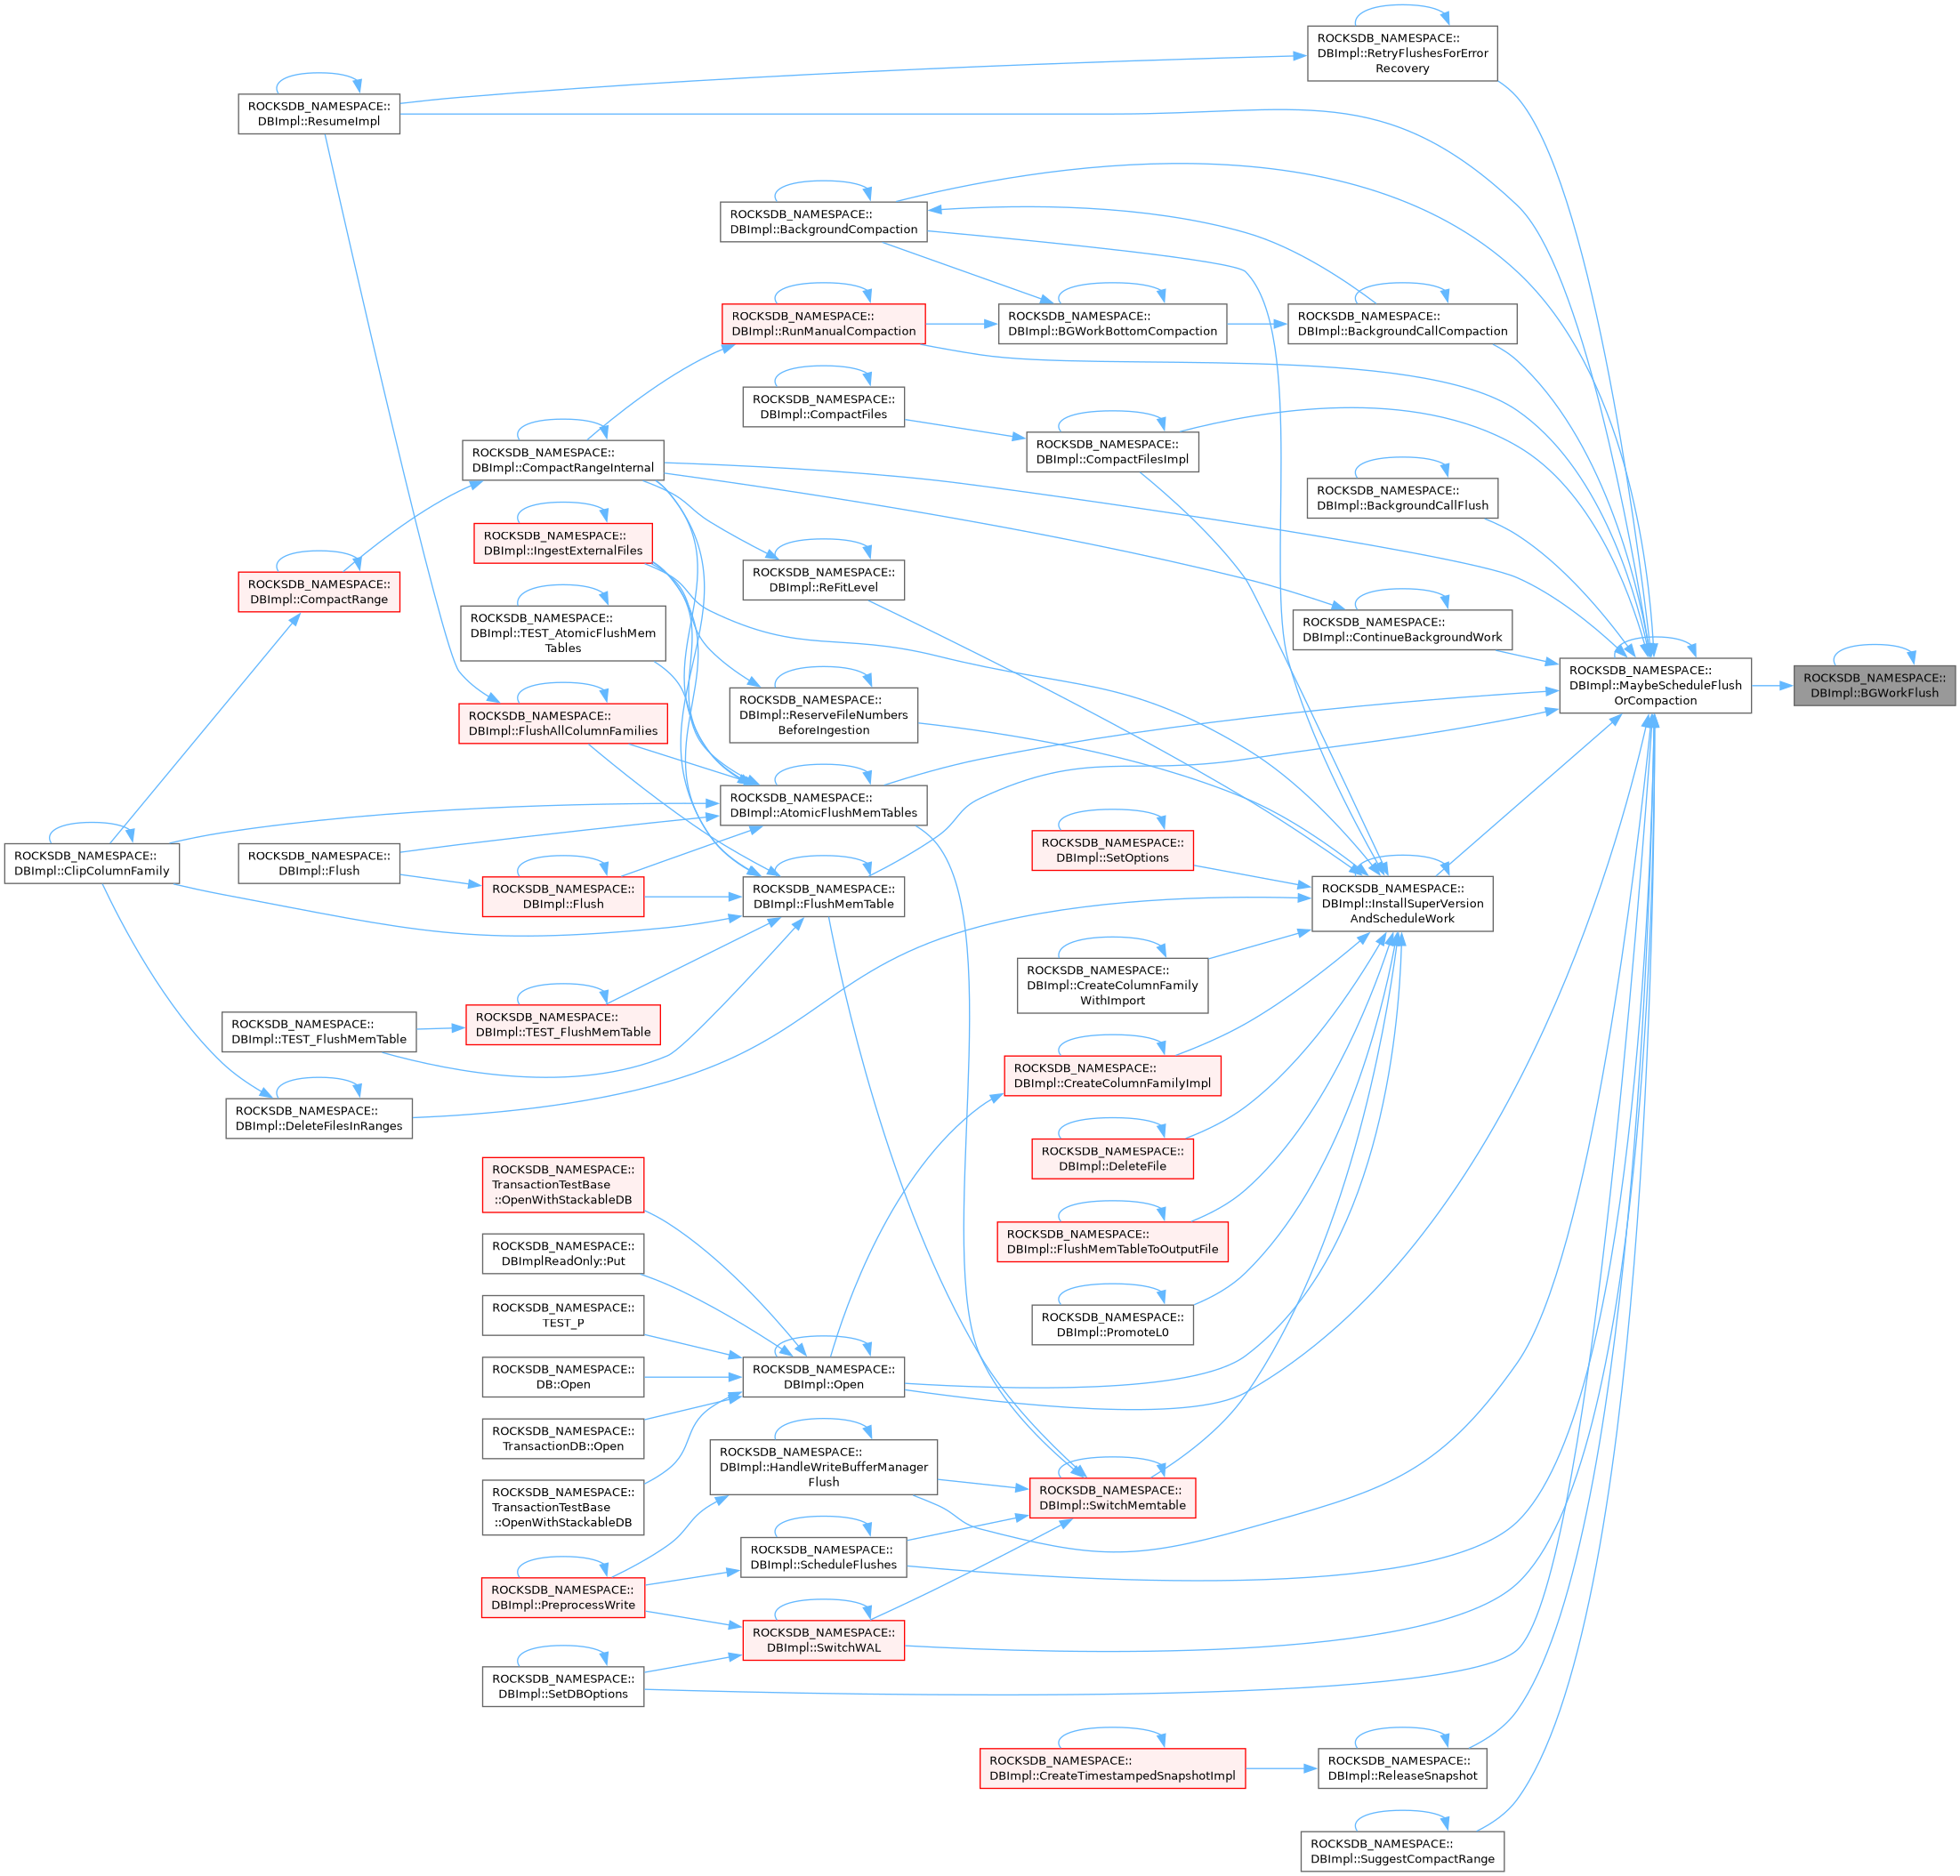 ROCKSDB_NAMESPACE::
DBImpl::RetryFlushesForError
Recovery
ROCKSDB_NAMESPACE::
DBImpl::ResumeImpl
ROCKSDB_NAMESPACE::
DBImpl::BackgroundCompaction
ROCKSDB_NAMESPACE::
DBImpl::RunManualCompaction
ROCKSDB_NAMESPACE::
DBImpl::BGWorkBottomCompaction
ROCKSDB_NAMESPACE::
DBImpl::BackgroundCallCompaction
ROCKSDB_NAMESPACE::
DBImpl::CompactFiles
ROCKSDB_NAMESPACE::
DBImpl::CompactFilesImpl
ROCKSDB_NAMESPACE::
DBImpl::CompactRangeInternal
ROCKSDB_NAMESPACE::
DBImpl::BackgroundCallFlush
ROCKSDB_NAMESPACE::
DBImpl::IngestExternalFiles
ROCKSDB_NAMESPACE::
DBImpl::CompactRange
ROCKSDB_NAMESPACE::
DBImpl::ReFitLevel
ROCKSDB_NAMESPACE::
DBImpl::TEST_AtomicFlushMem
Tables
ROCKSDB_NAMESPACE::
DBImpl::ContinueBackgroundWork
ROCKSDB_NAMESPACE::
DBImpl::MaybeScheduleFlush
OrCompaction
ROCKSDB_NAMESPACE::
DBImpl::BGWorkFlush
ROCKSDB_NAMESPACE::
DBImpl::FlushAllColumnFamilies
ROCKSDB_NAMESPACE::
DBImpl::ReserveFileNumbers
BeforeIngestion
ROCKSDB_NAMESPACE::
DBImpl::AtomicFlushMemTables
ROCKSDB_NAMESPACE::
DBImpl::SetOptions
ROCKSDB_NAMESPACE::
DBImpl::ClipColumnFamily
ROCKSDB_NAMESPACE::
DBImpl::Flush
ROCKSDB_NAMESPACE::
DBImpl::Flush
ROCKSDB_NAMESPACE::
DBImpl::FlushMemTable
ROCKSDB_NAMESPACE::
DBImpl::InstallSuperVersion
AndScheduleWork
ROCKSDB_NAMESPACE::
DBImpl::CreateColumnFamily
WithImport
ROCKSDB_NAMESPACE::
DBImpl::TEST_FlushMemTable
ROCKSDB_NAMESPACE::
DBImpl::TEST_FlushMemTable
ROCKSDB_NAMESPACE::
DBImpl::CreateColumnFamilyImpl
ROCKSDB_NAMESPACE::
DBImpl::DeleteFilesInRanges
ROCKSDB_NAMESPACE::
DBImpl::DeleteFile
ROCKSDB_NAMESPACE::
TransactionTestBase
::OpenWithStackableDB
ROCKSDB_NAMESPACE::
DBImpl::FlushMemTableToOutputFile
ROCKSDB_NAMESPACE::
DBImplReadOnly::Put
ROCKSDB_NAMESPACE::
TEST_P
ROCKSDB_NAMESPACE::
DBImpl::PromoteL0
ROCKSDB_NAMESPACE::
DB::Open
ROCKSDB_NAMESPACE::
DBImpl::Open
ROCKSDB_NAMESPACE::
TransactionDB::Open
ROCKSDB_NAMESPACE::
DBImpl::HandleWriteBufferManager
Flush
ROCKSDB_NAMESPACE::
TransactionTestBase
::OpenWithStackableDB
ROCKSDB_NAMESPACE::
DBImpl::SwitchMemtable
ROCKSDB_NAMESPACE::
DBImpl::ScheduleFlushes
ROCKSDB_NAMESPACE::
DBImpl::PreprocessWrite
ROCKSDB_NAMESPACE::
DBImpl::SwitchWAL
ROCKSDB_NAMESPACE::
DBImpl::SetDBOptions
ROCKSDB_NAMESPACE::
DBImpl::CreateTimestampedSnapshotImpl
ROCKSDB_NAMESPACE::
DBImpl::ReleaseSnapshot
ROCKSDB_NAMESPACE::
DBImpl::SuggestCompactRange